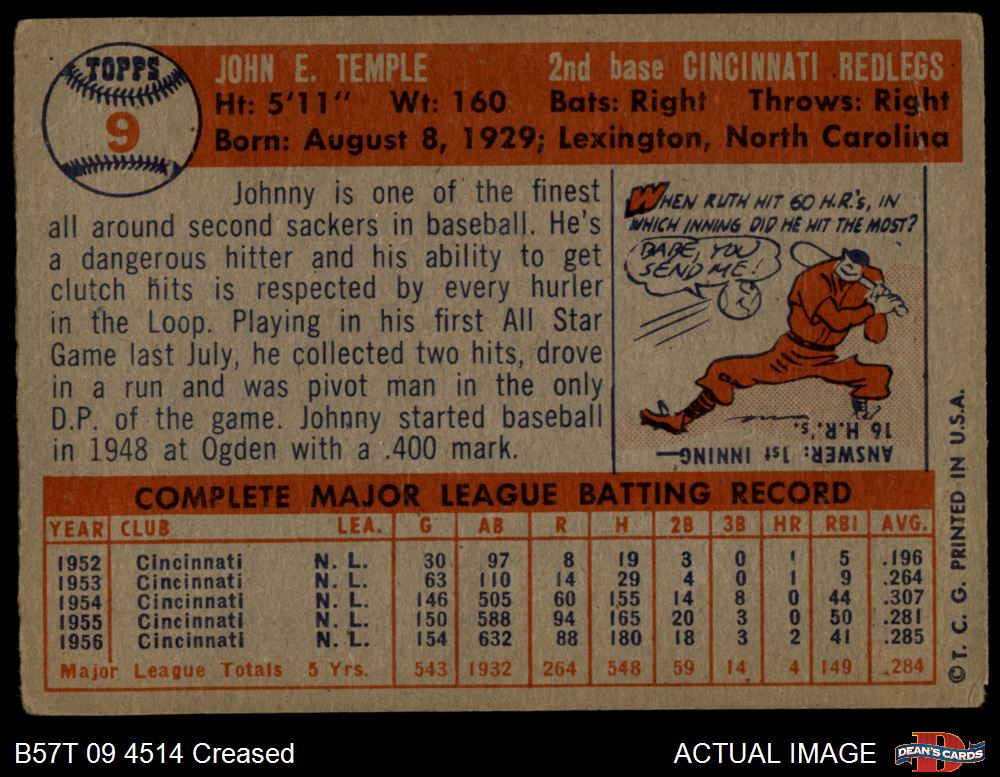 TOPPS
9
JOHN E. TEMPLE 2nd base CINCINNATI REDLEGS
Ht: 5'11" Wt: 160 Bats: Right Throws: Right
Born: August 8, 1929; Lexington, North Carolina
Johnny is one of the finest
all around second sackers in baseball. He's
a dangerous hitter and his ability to get
clutch hits is respected by every hurler
in the Loop. Playing in his first All Star
Game last July, he collected two hits, drove
in a run and was pivot man in the only
D.P. of the game. Johnny started baseball
in 1948 at Ogden with a .400 mark.
WHEN RUTH HIT 60 H.R.'s, IN
WHICH INNING DID HE HIT THE MOST?
BABE, YOU
SEND ME!
ANSWER: 1st INNING—
16 H.R.'s.
COMPLETE MAJOR LEAGUE BATTING RECORD
YEAR CLUB LEA. G AB R H 2B 3B HR RBI AVG.
1952 Cincinnati N. L. 30 97 8 19 3 0 1 5 .196
1953 Cincinnati N. L. 63 110 14 29 4 0 1 9 .264
1954 Cincinnati N. L. 146 505 60 155 14 8 0 44 .307
1955 Cincinnati N. L. 150 588 94 165 20 3 0 50 .281
1956 Cincinnati N. L. 154 632 88 180 18 3 2 41 .285
Major League Totals 5 Yrs. 543 1932 264 548 59 14 4 149 .284
©T. C. G. PRINTED IN U.S.A.
B57T 09 4514 Creased
ACTUAL IMAGE
DEAN'S CARDS